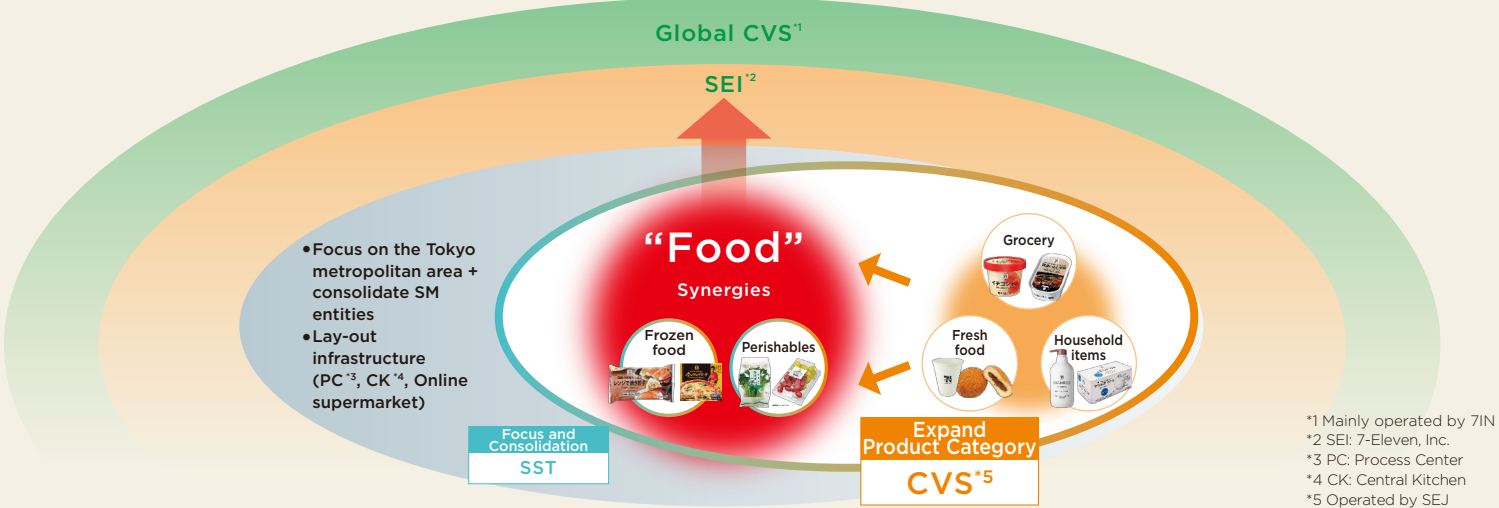 Global CVS*1
SEI*2
●Focus on the Tokyo
metropolitan area +
consolidate SM
entities
●Lay-out
infrastructure
(PC*3, CK*4, Online
supermarket)
“Food”
Synergies
Frozen
food
Perishables
Grocery
Fresh
food
Household
items
Focus and
Consolidation
SST
Expand
Product Category
CVS*5
*1 Mainly operated by 7IN
*2 SEI: 7-Eleven, Inc.
*3 PC: Process Center
*4 CK: Central Kitchen
*5 Operated by SEJ